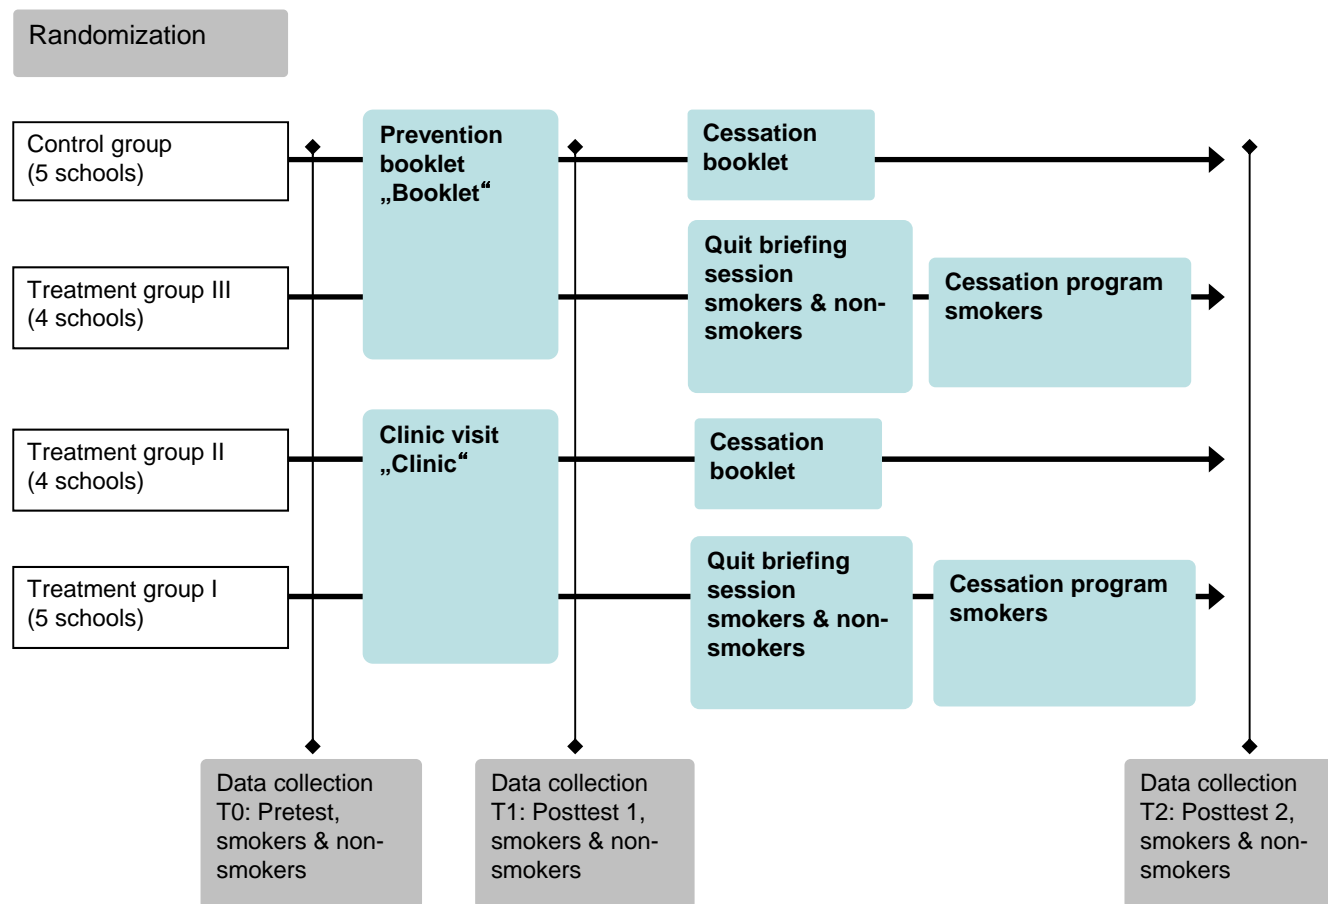 Randomization
Control group
(5 schools)
Prevention
booklet
„Booklet“
Cessation
booklet
Treatment group III
(4 schools)
Quit briefing
session
smokers & non-
smokers
Cessation program
smokers
Treatment group II
(4 schools)
Clinic visit
„Clinic“
Cessation
booklet
Treatment group I
(5 schools)
Quit briefing
session
smokers & non-
smokers
Cessation program
smokers
Data collection
T0: Pretest,
smokers & non-
smokers
Data collection
T1: Posttest 1,
smokers & non-
smokers
Data collection
T2: Posttest 2,
smokers & non-
smokers